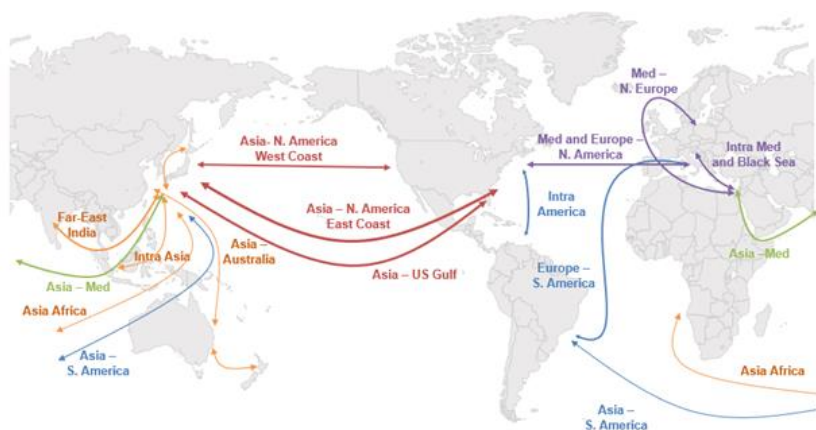 Med –
N. Europe
Asia- N. America
West Coast
Med and Europe –
N. America
Intra Med
and Black Sea
Intra
America
Far-East
India
Asia – N. America
East Coast
Asia –
Australia
Intra Asia
Asia – Med
Asia –Med
Asia – US Gulf
Europe –
S. America
Asia Africa
Asia –
S. America
Asia Africa
Asia –
S. America